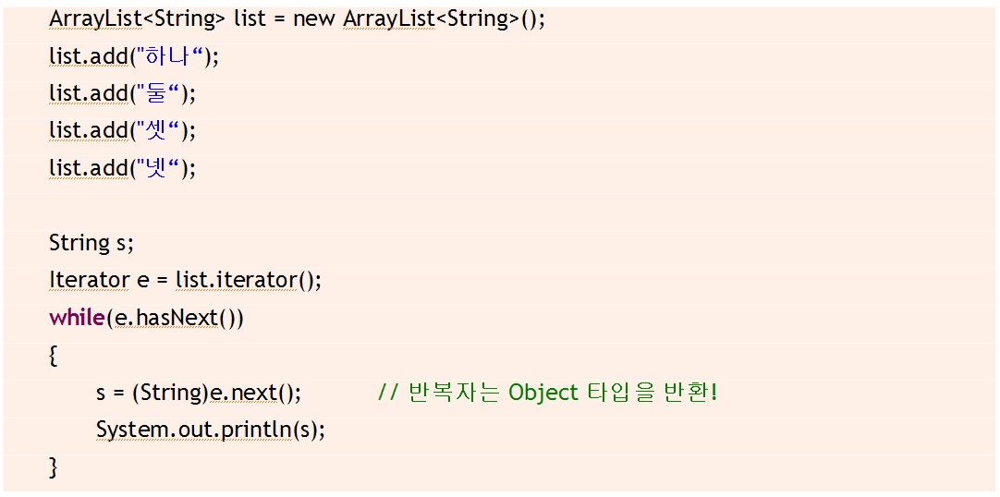 ArrayList<String> list = new ArrayList<String>();
list.add("하나“);
list.add("둘“);
list.add("셋“);
list.add("넷“);
String s;
Iterator e = list.iterator();
while(e.hasNext())
{
s = (String)e.next(); // 반복자는 Object 타입을 반환!
System.out.println(s);
}